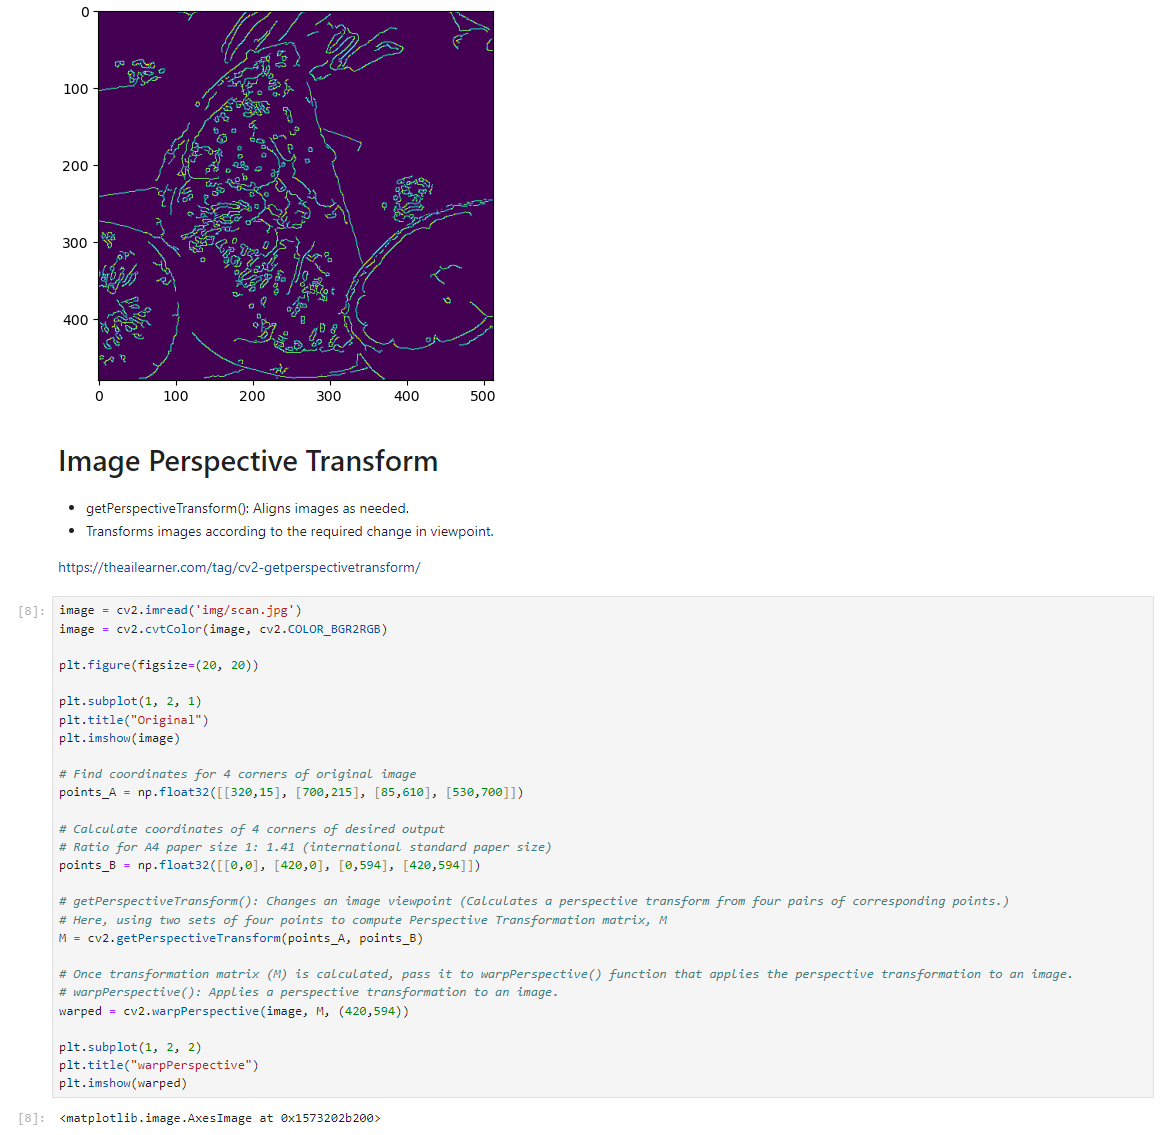 0
100
200
300
400
0 100 200 300 400 500
Image Perspective Transform
• getPerspectiveTransform(): Aligns images as needed.
• Transforms images according to the required change in viewpoint.
https://theailearner.com/tag/cv2-getperspectivetransform/
[8]: image = cv2.imread('img/scan.jpg')
image = cv2.cvtColor(image, cv2.COLOR_BGR2RGB)
plt.figure(figsize=(20, 20))
plt.subplot(1, 2, 1)
plt.title("Original")
plt.imshow(image)
# Find coordinates for 4 corners of original image
points_A = np.float32([[320,15], [700,215], [85,610], [530,700]])
# Calculate coordinates of 4 corners of desired output
# Ratio for A4 paper size 1: 1.41 (international standard paper size)
points_B = np.float32([[0,0], [420,0], [0,594], [420,594]])
# getPerspectiveTransform(): Changes an image viewpoint (Calculates a perspective transform from four pairs of corresponding points.)
# Here, using two sets of four points to compute Perspective Transformation matrix, M
M = cv2.getPerspectiveTransform(points_A, points_B)
# Once transformation matrix (M) is calculated, pass it to warpPerspective() function that applies the perspective transformation to an image.
# warpPerspective(): Applies a perspective transformation to an image.
warped = cv2.warpPerspective(image, M, (420,594))
plt.subplot(1, 2, 2)
plt.title("warpPerspective")
plt.imshow(warped)
[8]: <matplotlib.image.AxesImage at 0x1573202b200>